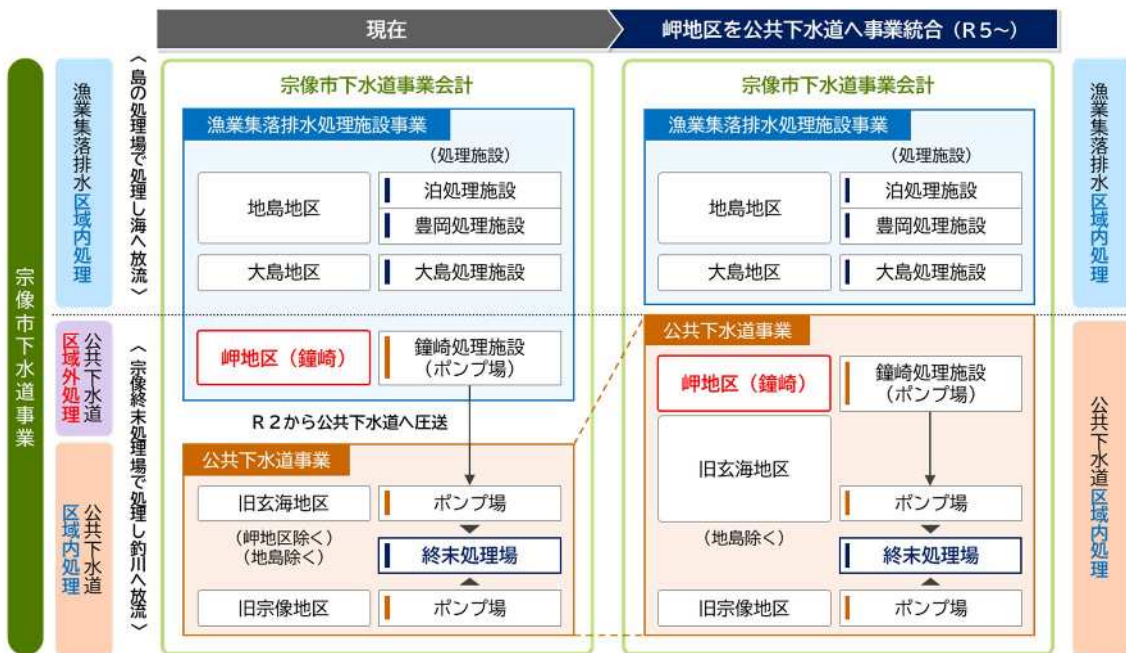 現在
岬地区を公共下水道へ事業統合（R5～）
宗像市下水道事業
漁業集落排水区域内処理
公共下水道
区域外処理
公共下水道
区域内処理
〈島の処理場で処理し海へ放流〉
〈宗像終末処理場で処理し釣川へ放流〉
宗像市下水道事業会計
漁業集落排水処理施設事業
（処理施設）
地島地区
泊処理施設
豊岡処理施設
大島地区
大島処理施設
岬地区（鐘崎）
鐘崎処理施設
（ポンプ場）
R２から公共下水道へ圧送
公共下水道事業
旧玄海地区
ポンプ場
（岬地区除く）
（地島除く）
終末処理場
旧宗像地区
ポンプ場
宗像市下水道事業会計
漁業集落排水処理施設事業
（処理施設）
地島地区
泊処理施設
豊岡処理施設
大島地区
大島処理施設
公共下水道事業
岬地区（鐘崎）
鐘崎処理施設
（ポンプ場）
旧玄海地区
ポンプ場
（地島除く）
終末処理場
旧宗像地区
ポンプ場
漁業集落排水区域内処理
公共下水道区域内処理